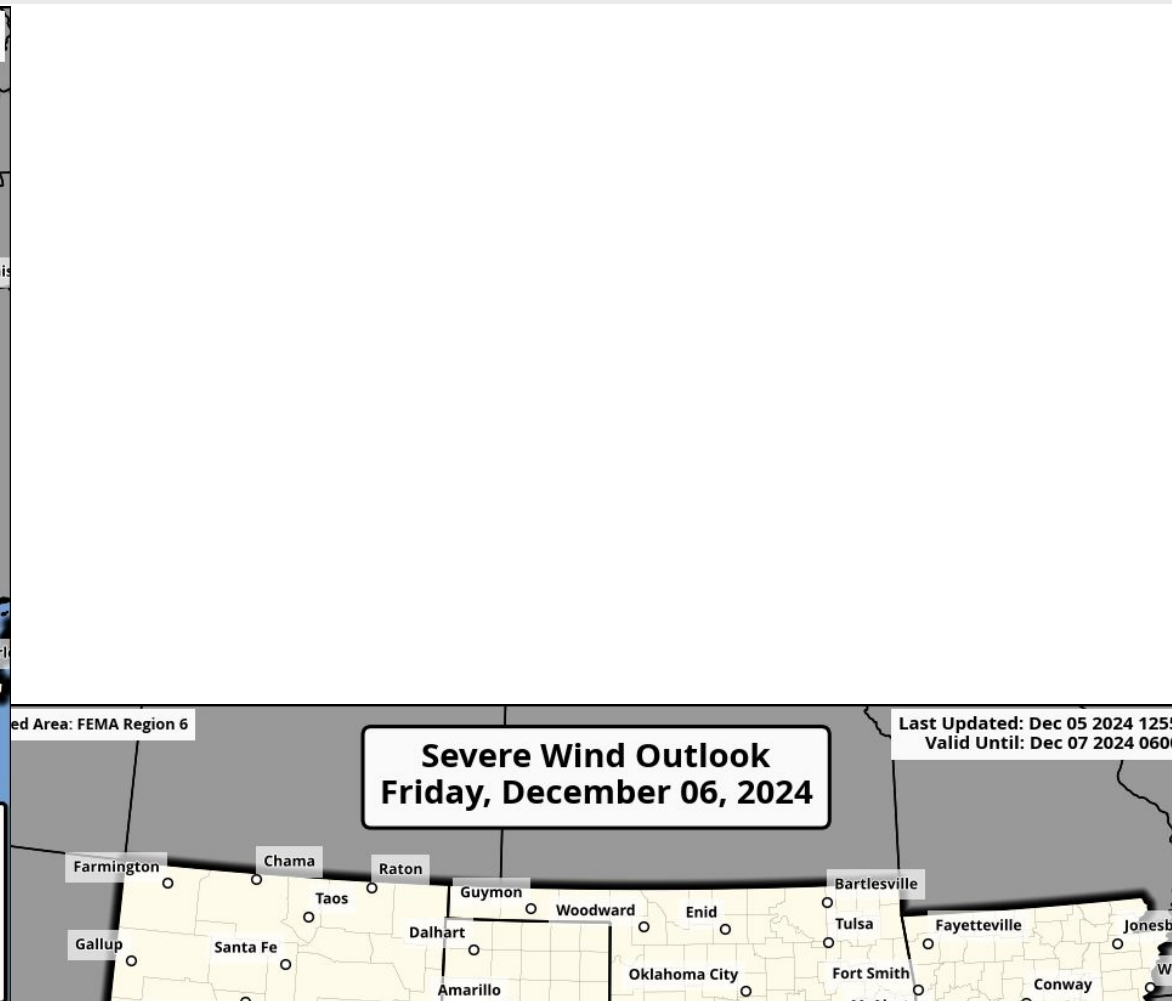 ed Area: FEMA Region 6
Severe Wind Outlook
Friday, December 06, 2024
Last Updated: Dec 05 2024 125
Valid Until: Dec 07 2024 060
Farmington
Chama
Raton
Taos
Guymon
Woodward
Enid
Bartlesville
Dalhart
Tulsa
Fayetteville
Jonesb
Gallup
Santa Fe
Oklahoma City
Fort Smith
Amarillo
Conway